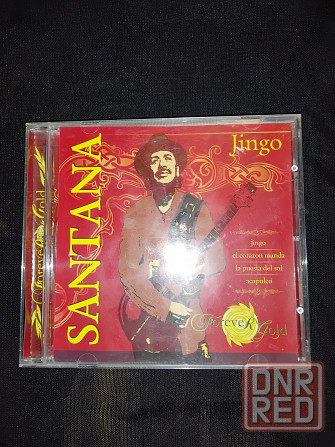 Jingo
SANTANA
jingo
el corazon manda
la puesta del sol
acapulco
Forever Gold
Forever Gold
DNR
RED